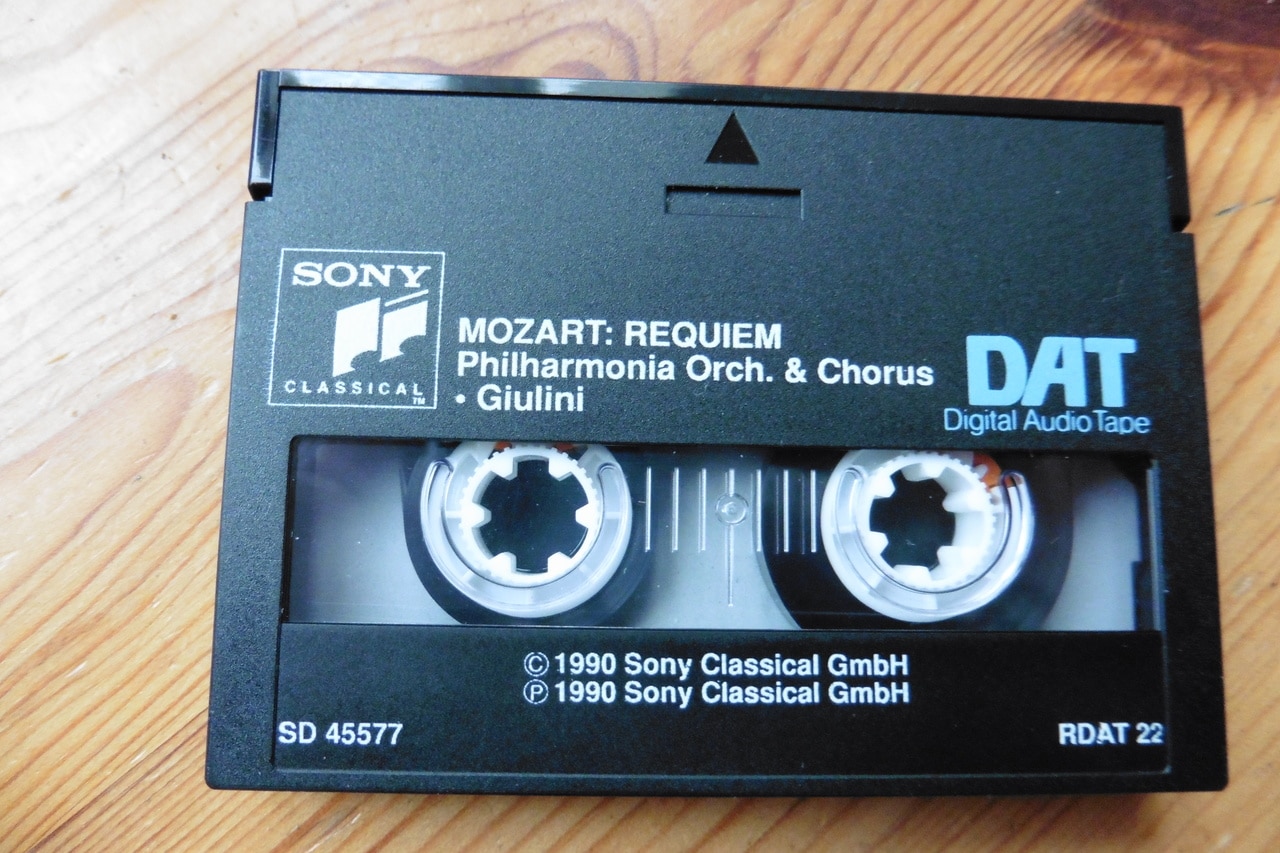 SONY
CLASSICAL™
MOZART: REQUIEM
Philharmonia Orch. & Chorus
• Giulini
DAT
Digital Audio Tape
© 1990 Sony Classical GmbH
℗ 1990 Sony Classical GmbH
SD 45577
RDAT 22